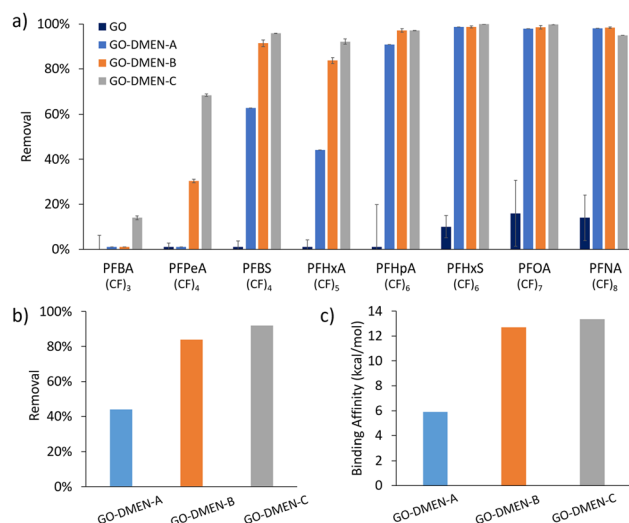 a)
100%
80%
60%
40%
20%
0%
Removal
GO
GO-DMEN-A
GO-DMEN-B
GO-DMEN-C
PFBA PFPeA PFBS PFHxA PFHpA PFHxS PFOA PFNA
(CF)3 (CF)4 (CF)4 (CF)5 (CF)6 (CF)6 (CF)7 (CF)8
b)
100%
80%
60%
40%
20%
0%
Removal
GO-DMEN-A GO-DMEN-B GO-DMEN-C
c)
14
12
10
8
6
4
2
0
Binding Affinity (kcal/mol)
GO-DMEN-A GO-DMEN-B GO-DMEN-C